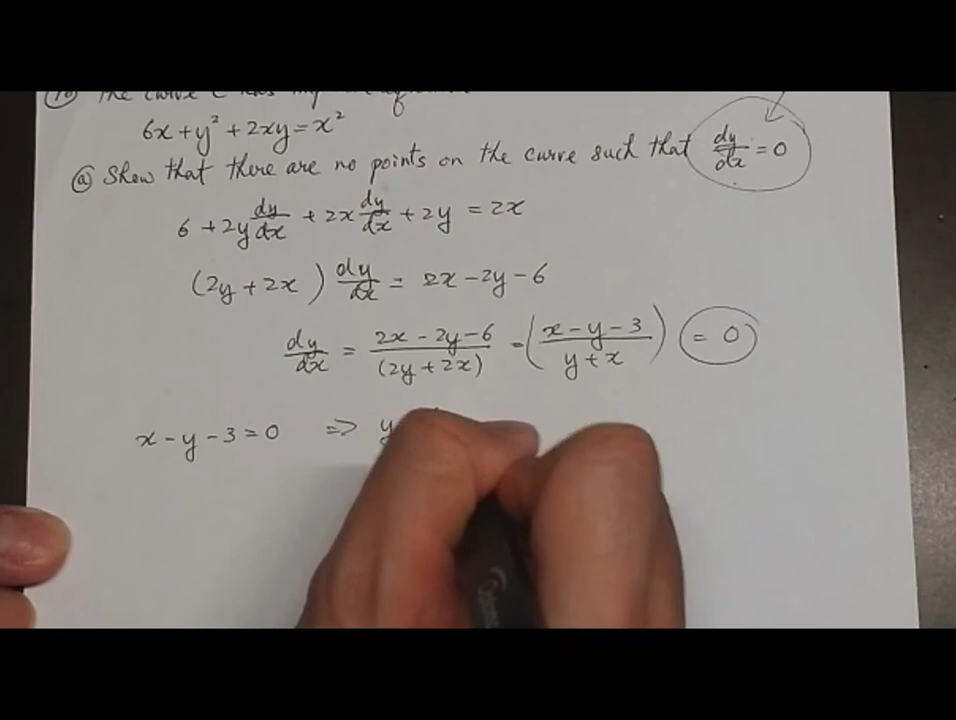 6x + y² + 2xy = x²
ⓐ Show that there are no points on the curve such that dy/dx = 0
6 + 2y dy/dx + 2x dy/dx + 2y = 2x
(2y + 2x) dy/dx = 2x - 2y - 6
dy/dx = 2x - 2y - 6/(2y + 2x) = (x - y - 3/y + x) = 0
x - y - 3 = 0 => y